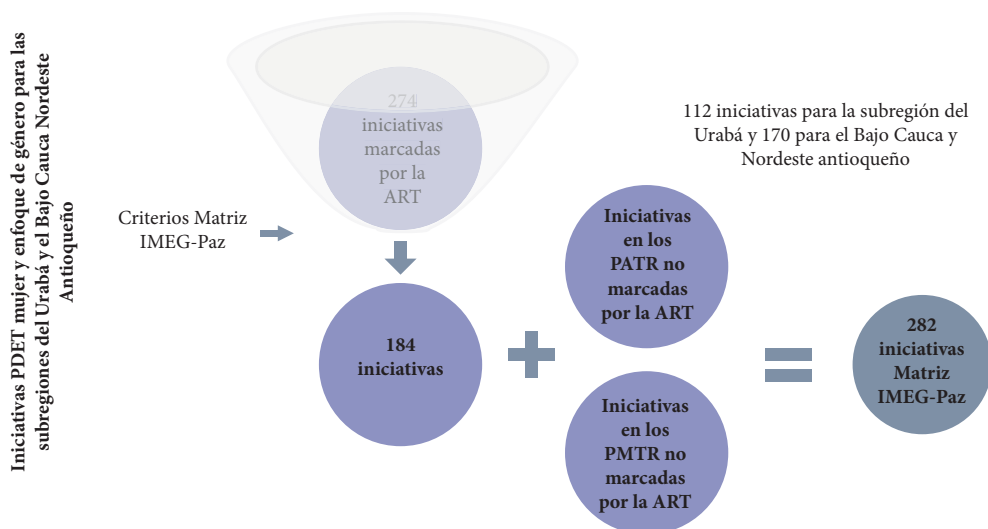 Iniciativas PDET mujer y enfoque de género para las
subregiones del Urabá y el Bajo Cauca Nordeste
Antioqueño
274
iniciativas
marcadas
por la
ART
112 iniciativas para la subregión del
Urabá y 170 para el Bajo Cauca y
Nordeste antioqueño
Criterios Matriz
IMEG-Paz
184
iniciativas
Iniciativas
en los
PATR no
marcadas
por la ART
Iniciativas
en los
PMTR no
marcadas
por la ART
282
iniciativas
Matriz
IMEG-Paz